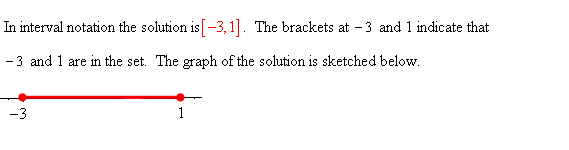 In interval notation the solution is [−3,1]. The brackets at −3 and 1 indicate that
−3 and 1 are in the set. The graph of the solution is sketched below.
−3 1